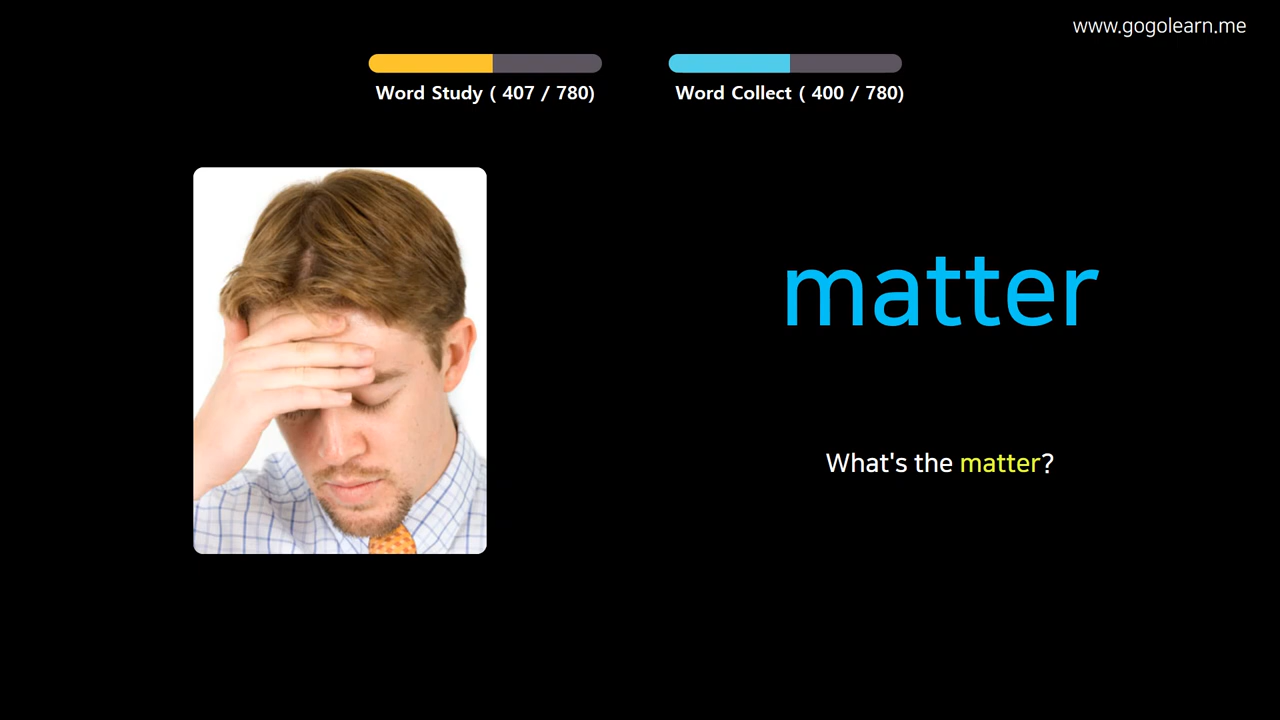 www.gogolearn.me
Word Study ( 407 / 780)
Word Collect ( 400 / 780)
matter
What's the matter?